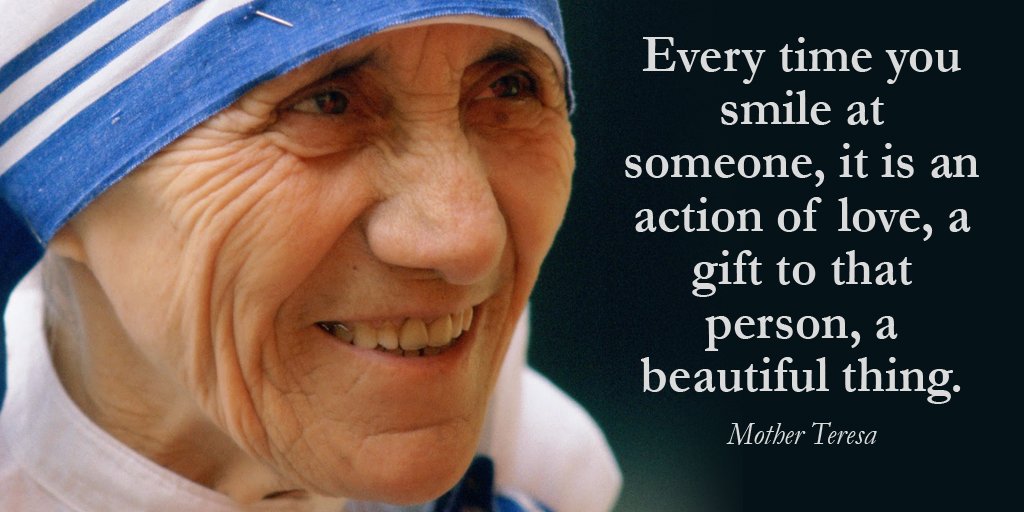 Every time you
smile at
someone, it is an
action of love, a
gift to that
person, a
beautiful thing.
Mother Teresa